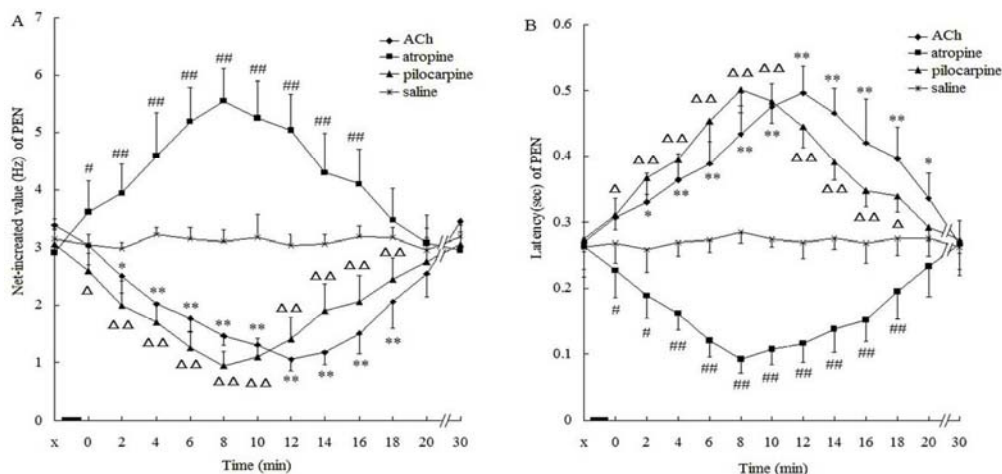 A
7
6
5
4
3
2
1
0
Net-increated value (Hz) of PEN
ACh
atropine
pilocarpine
saline
#
##
##
##
##
##
##
##
##
*
**
**
**
**
**
**
**
**
Δ
ΔΔ
ΔΔ
ΔΔ
ΔΔ
ΔΔ
ΔΔ
ΔΔ
ΔΔ
ΔΔ
x 0 2 4 6 8 10 12 14 16 18 20 30
Time (min)
B
0.6
0.5
0.4
0.3
0.2
0.1
0
Latency(sec) of PEN
ACh
atropine
pilocarpine
saline
Δ
ΔΔ
ΔΔ
ΔΔ
ΔΔ
ΔΔ
ΔΔ
ΔΔ
ΔΔ
Δ
*
**
**
**
**
**
**
**
**
*
#
#
##
##
##
##
##
##
##
##
x 0 2 4 6 8 10 12 14 16 18 20 30
Time (min)